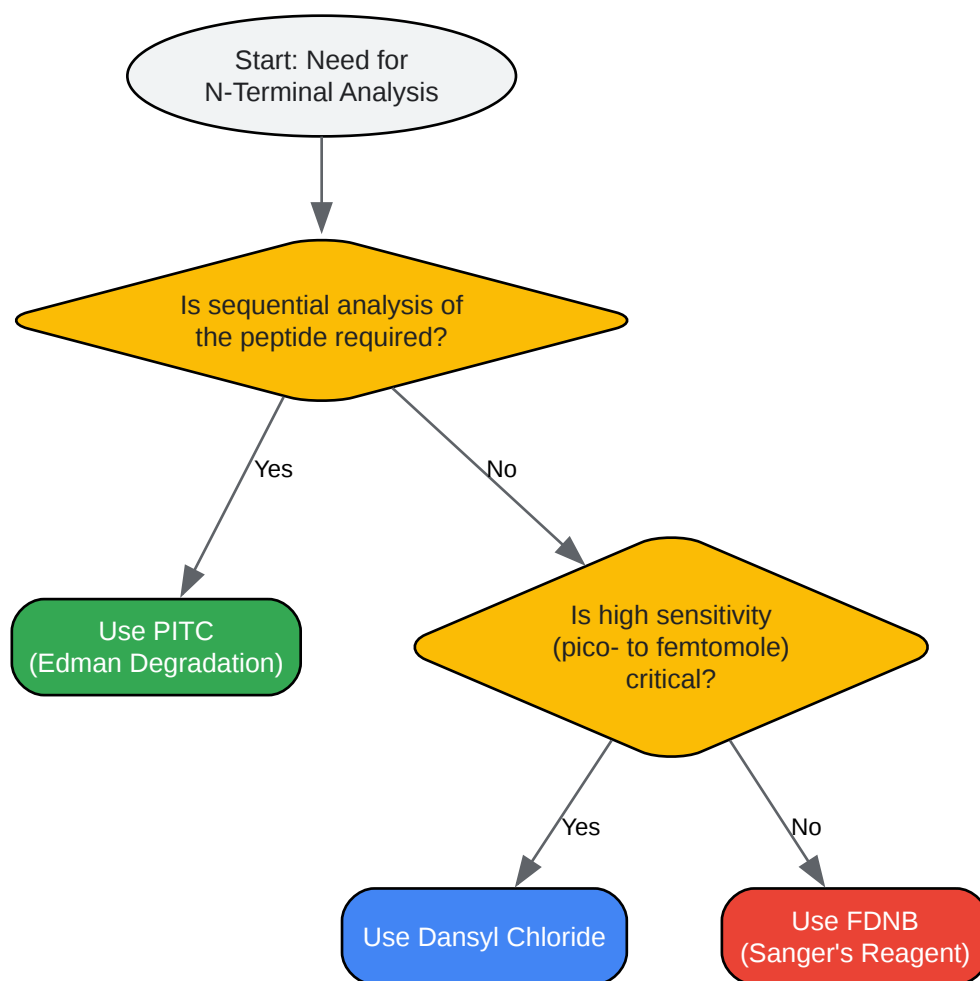 Start: Need for
N-Terminal Analysis
Is sequential analysis of
the peptide required?
Yes
No
Use PITC
(Edman Degradation)
Is high sensitivity
(pico- to femtomole)
critical?
Yes
No
Use Dansyl Chloride
Use FDNB
(Sanger's Reagent)